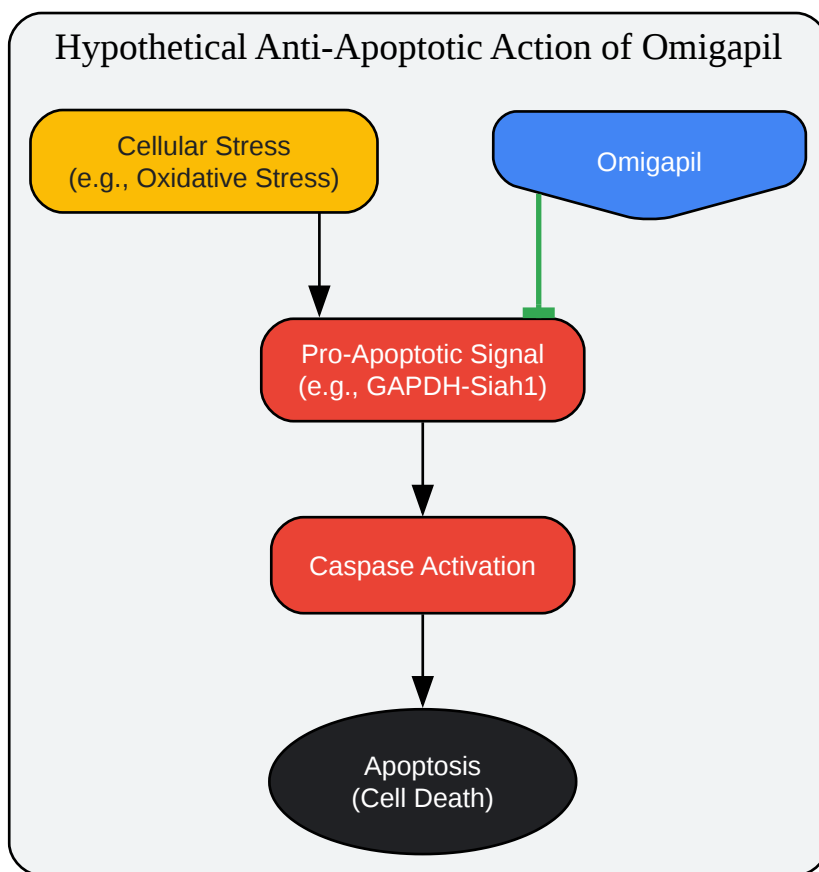 Hypothetical Anti-Apoptotic Action of Omigapil
Cellular Stress
(e.g., Oxidative Stress)
Omigapil
Pro-Apoptotic Signal
(e.g., GAPDH-Siah1)
Caspase Activation
Apoptosis
(Cell Death)